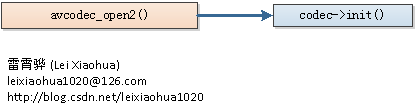 avcodec_open2()
codec->init()
雷霄骅 (Lei Xiaohua)
leixiaohua1020@126.com
http://blog.csdn.net/leixiaohua1020